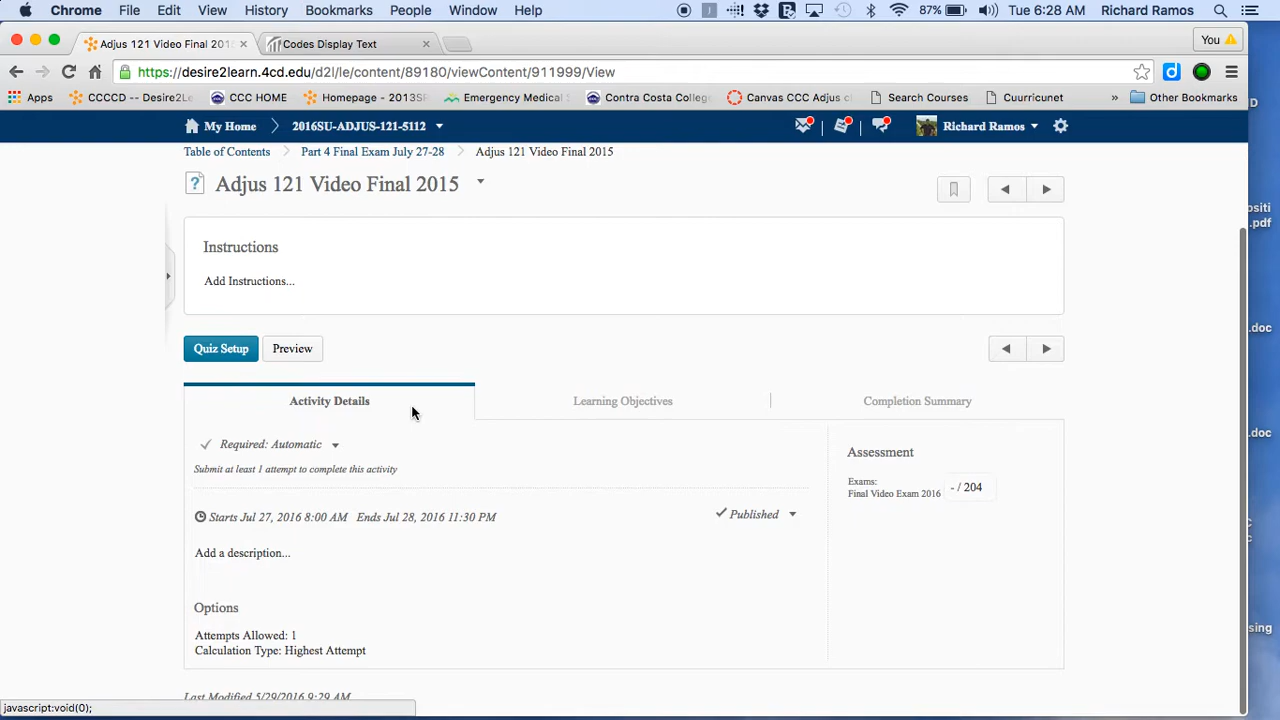 Chrome File Edit View History Bookmarks People Window Help 87% Tue 6:28 AM Richard Ramos
Adjus 121 Video Final 201 Codes Display Text You
https://desire2learn.4cd.edu/d2l/le/content/89180/viewContent/911999/View
Apps CCCCD -- Desire2Le CCC HOME Homepage - 2013SP Emergency Medical S Contra Costa College Canvas CCC Adjus c Search Courses Cuurricunet » Other Bookmarks
My Home 2016SU-ADJUS-121-5112 Richard Ramos
Table of Contents Part 4 Final Exam July 27-28 Adjus 121 Video Final 2015
Adjus 121 Video Final 2015
Instructions
Add Instructions...
Quiz Setup Preview
Activity Details Learning Objectives Completion Summary
Required: Automatic
Submit at least 1 attempt to complete this activity
Starts Jul 27, 2016 8:00 AM Ends Jul 28, 2016 11:30 PM Published
Add a description...
Options
Attempts Allowed: 1
Calculation Type: Highest Attempt
Assessment
Exams:
Final Video Exam 2016 - / 204
Last Modified 5/29/2016 9:29 AM
javascript:void(0);
ositi
.pdf
.doc
.doc
sing